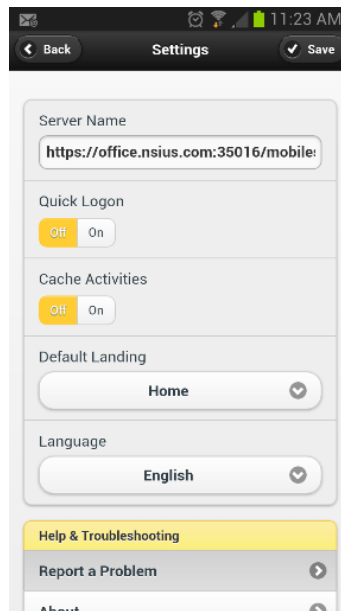 11:23 AM
Back
Settings
Save
Server Name
https://office.nsius.com:35016/mobiles
Quick Logon
Off On
Cache Activities
Off On
Default Landing
Home
Language
English
Help & Troubleshooting
Report a Problem
About